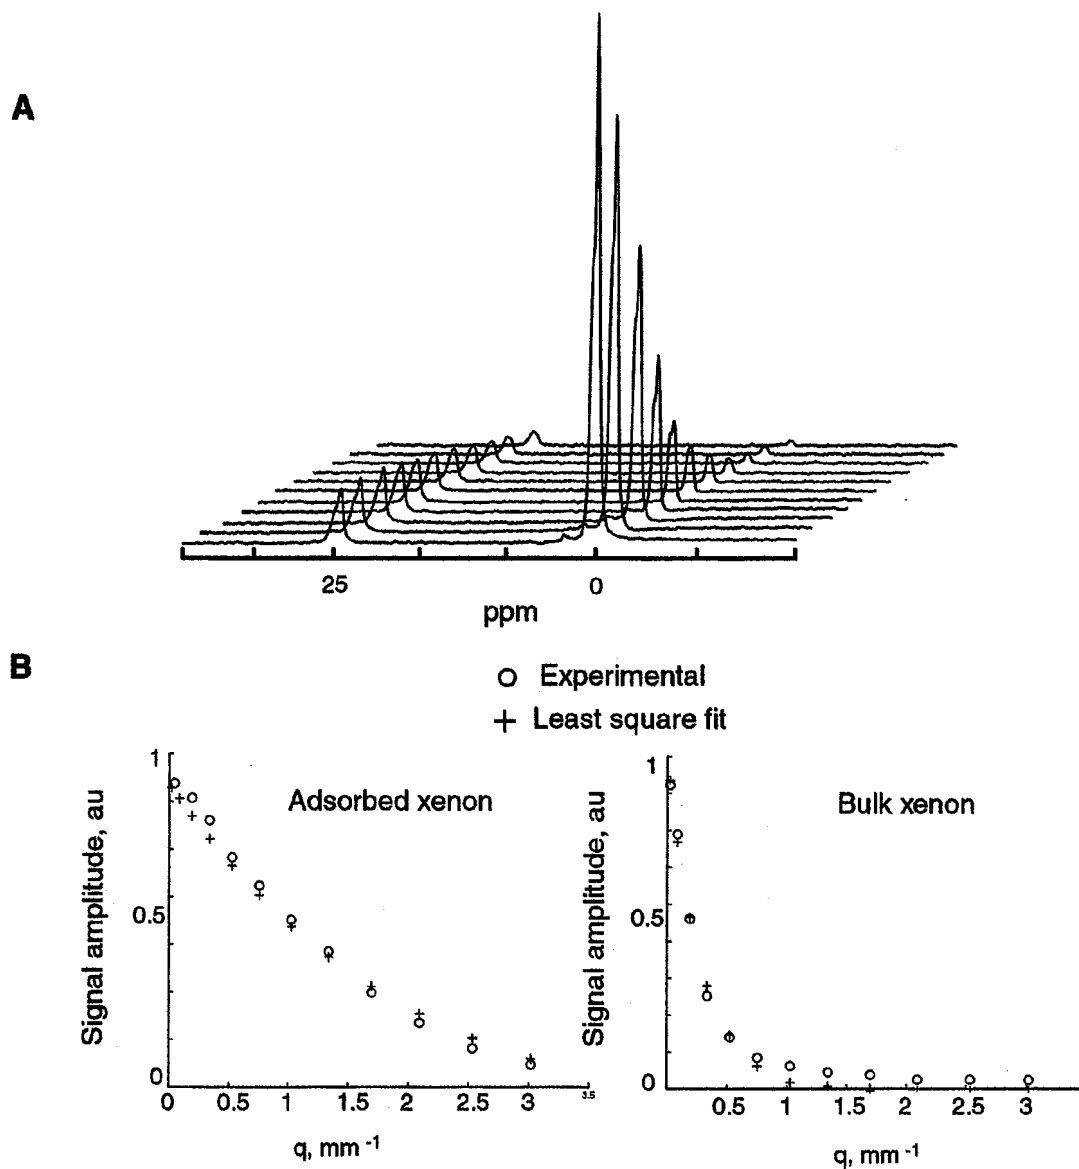 A
25 0
ppm
B
Experimental
Least square fit
1
Adsorbed xenon
Signal amplitude, au
0.5
0
0 0.5 1 1.5 2 2.5 3 3.5
q, mm -1
1
Bulk xenon
Signal amplitude, au
0.5
0
0.5 1 1.5 2 2.5 3
q, mm -1